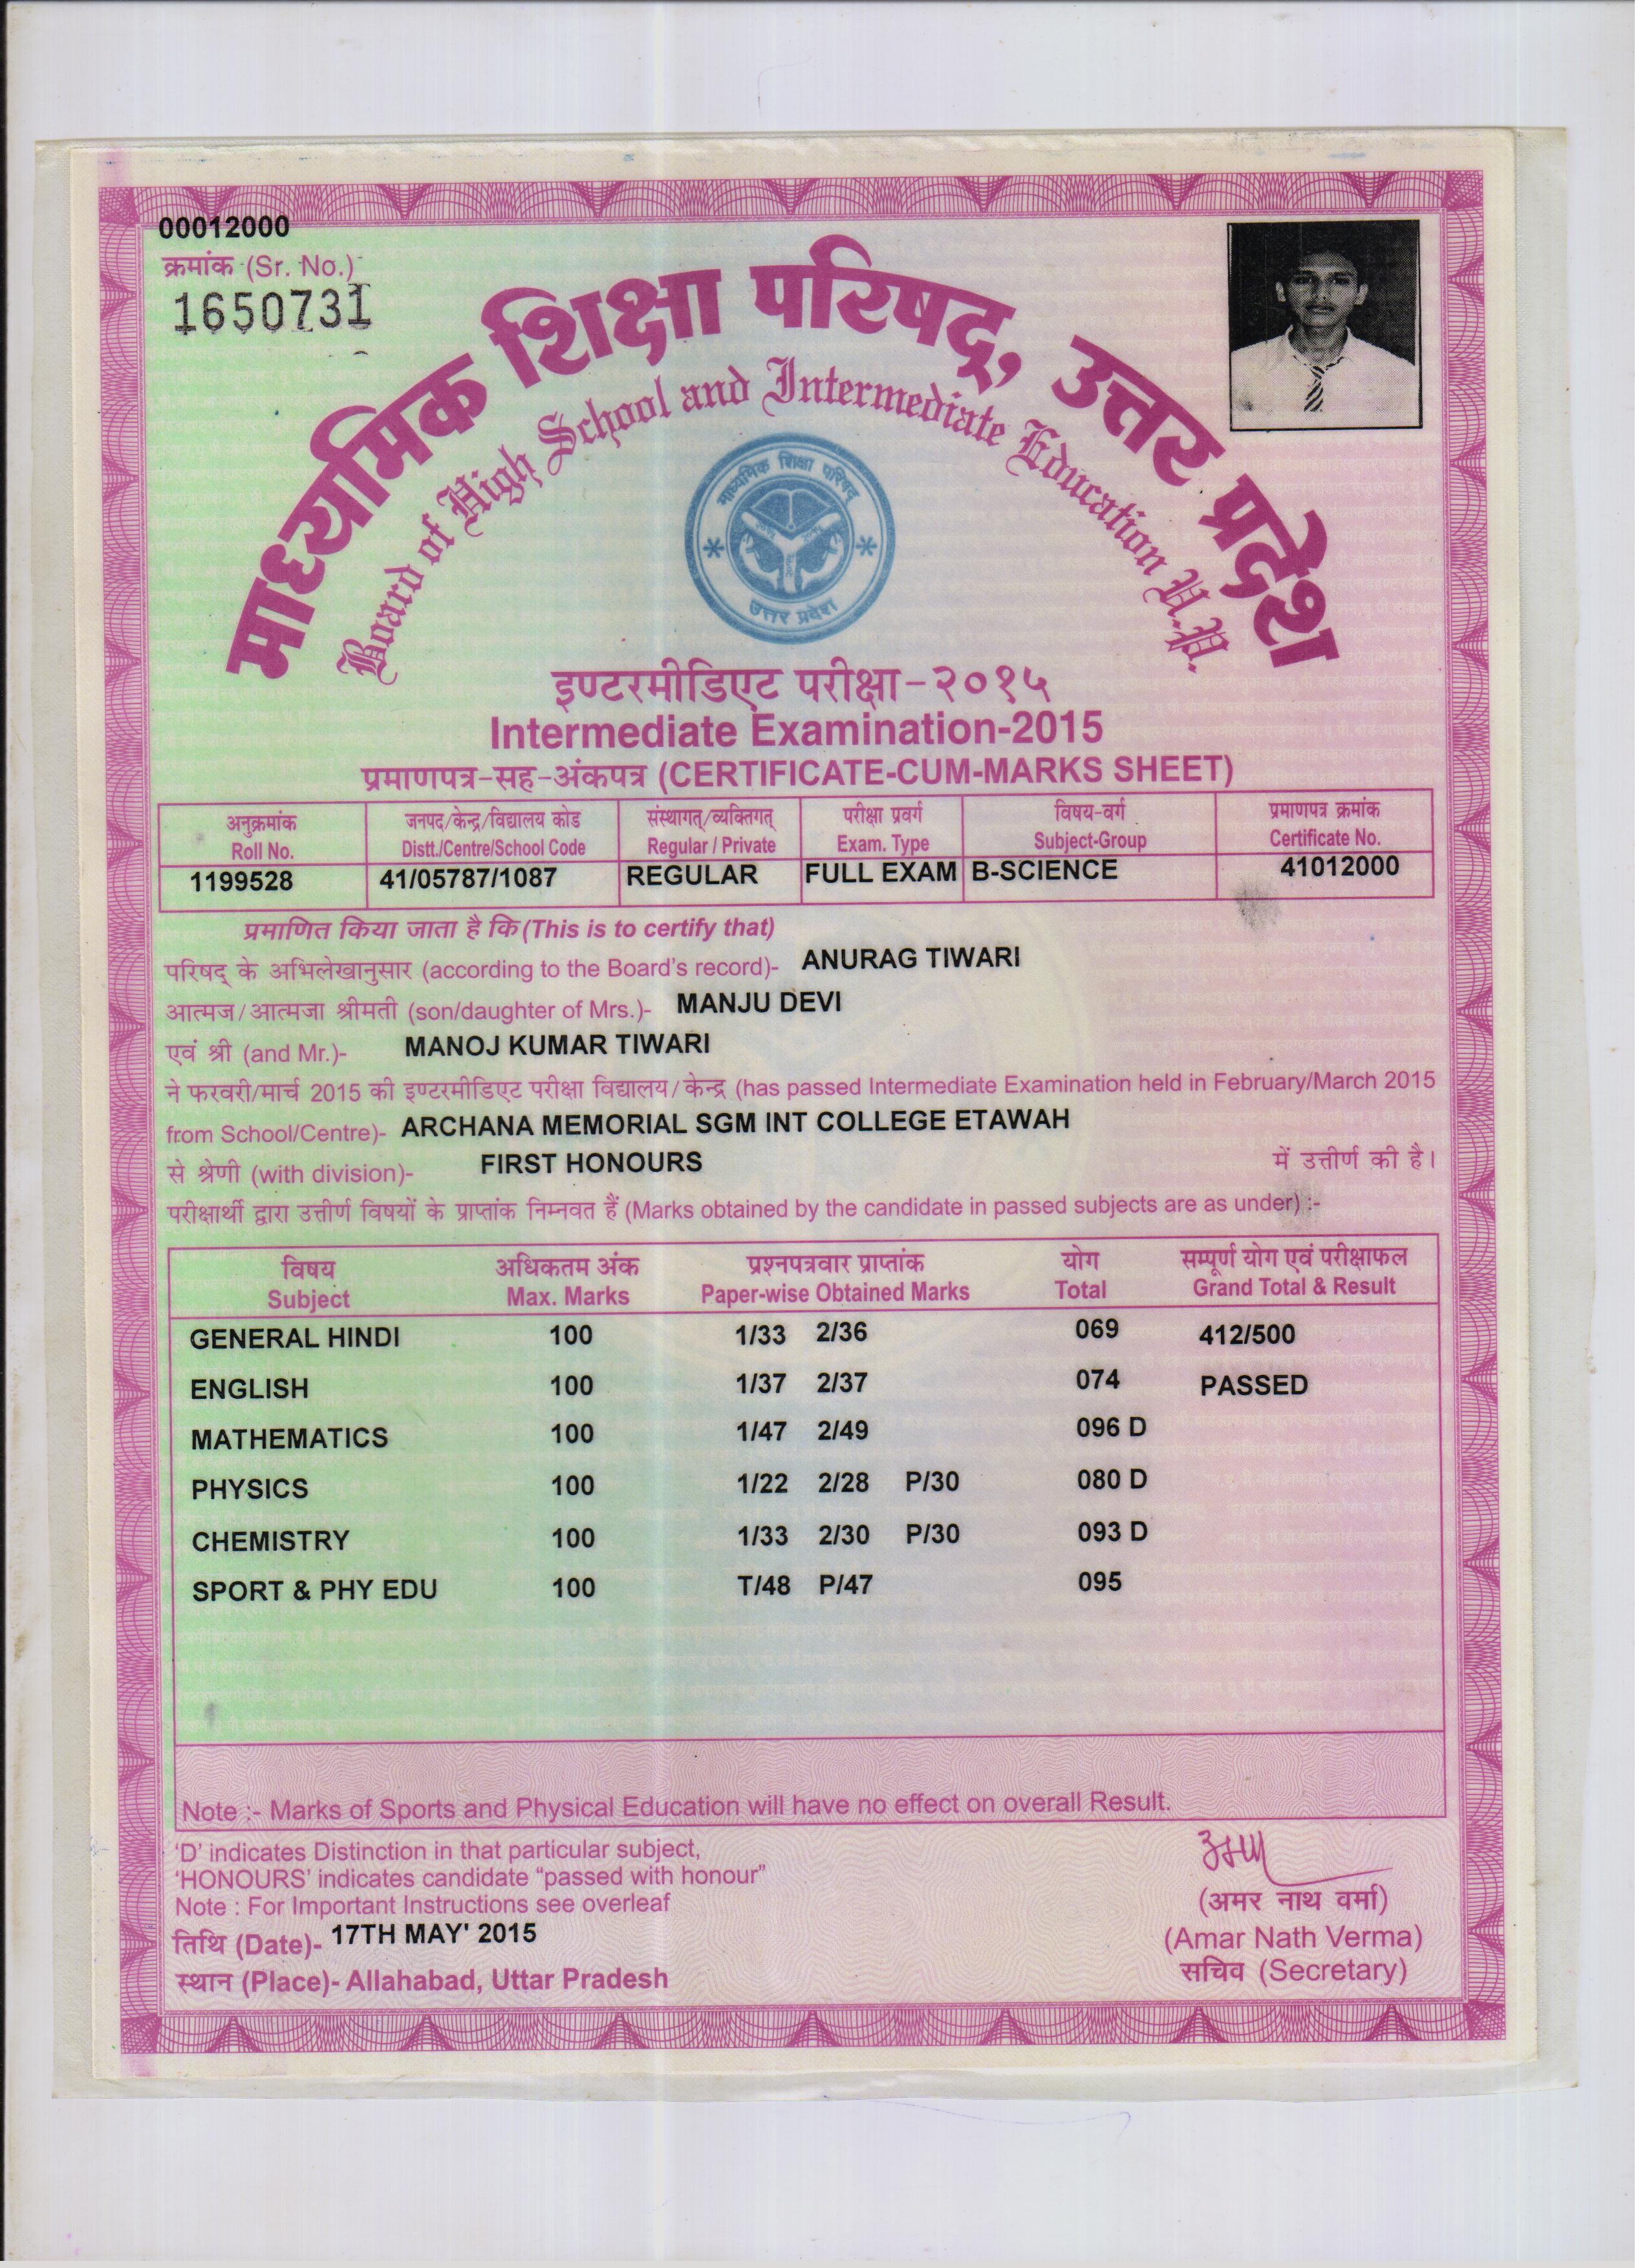 00012000
क्रमांक (Sr. No.)
1650731
माध्यमिक शिक्षा परिषद्, उत्तर प्रदेश
Board of High School and Intermediate Education U.P.
माध्यमिक शिक्षा परिषद्
उत्तर प्रदेश
इण्टरमीडिएट परीक्षा-२०१५
Intermediate Examination-2015
प्रमाणपत्र-सह-अंकपत्र (CERTIFICATE-CUM-MARKS SHEET)
अनुक्रमांक जनपद/केन्द्र/विद्यालय कोड संस्थागत्/व्यक्तिगत् परीक्षा प्रवर्ग विषय-वर्ग प्रमाणपत्र क्रमांक
Roll No. Distt./Centre/School Code Regular / Private Exam. Type Subject-Group Certificate No.
1199528 41/05787/1087 REGULAR FULL EXAM B-SCIENCE 41012000
प्रमाणित किया जाता है कि (This is to certify that)
परिषद् के अभिलेखानुसार (according to the Board's record)- ANURAG TIWARI
आत्मज/आत्मजा श्रीमती (son/daughter of Mrs.)- MANJU DEVI
एवं श्री (and Mr.)- MANOJ KUMAR TIWARI
ने फरवरी/मार्च 2015 की इण्टरमीडिएट परीक्षा विद्यालय/केन्द्र (has passed Intermediate Examination held in February/March 2015
from School/Centre)- ARCHANA MEMORIAL SGM INT COLLEGE ETAWAH
से श्रेणी (with division)- FIRST HONOURS में उत्तीर्ण की है।
परीक्षार्थी द्वारा उत्तीर्ण विषयों के प्राप्तांक निम्नवत हैं (Marks obtained by the candidate in passed subjects are as under) :-
विषय अधिकतम अंक प्रश्नपत्रवार प्राप्तांक योग सम्पूर्ण योग एवं परीक्षाफल
Subject Max. Marks Paper-wise Obtained Marks Total Grand Total & Result
GENERAL HINDI 100 1/33 2/36 069 412/500
ENGLISH 100 1/37 2/37 074 PASSED
MATHEMATICS 100 1/47 2/49 096 D
PHYSICS 100 1/22 2/28 P/30 080 D
CHEMISTRY 100 1/33 2/30 P/30 093 D
SPORT & PHY EDU 100 T/48 P/47 095
Note :- Marks of Sports and Physical Education will have no effect on overall Result.
'D' indicates Distinction in that particular subject,
'HONOURS' indicates candidate "passed with honour"
Note : For Important Instructions see overleaf
तिथि (Date)- 17TH MAY' 2015
स्थान (Place)- Allahabad, Uttar Pradesh
(अमर नाथ वर्मा)
(Amar Nath Verma)
सचिव (Secretary)